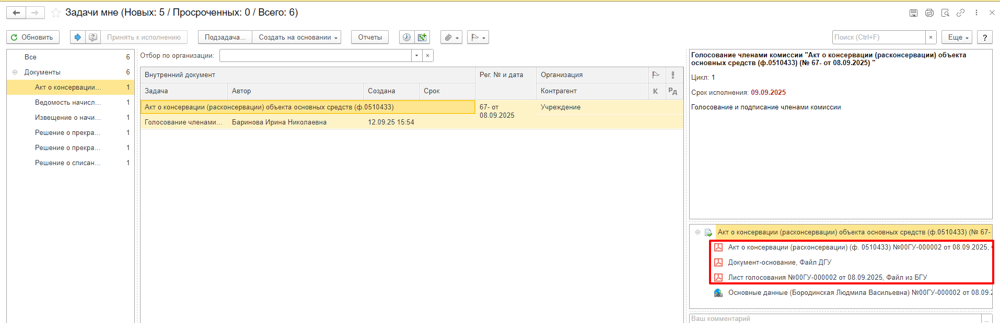 Задачи мне (Новых: 5 / Просроченных: 0 / Всего: 6)
Обновить
Принять к исполнению
Подзадача...
Создать на основании
Отчеты
Поиск (Ctrl+F)
×
Еще
?
Все 6
Документы 6
Акт о консервации... 1
Ведомость начисл... 1
Извещение о начи... 1
Решение о прекра... 1
Решение о прекра... 1
Решение о списан... 1
Отбор по организации:
×
Внутренний документ
Рег. № и дата
Организация
Задача
Автор
Создана
Срок
Контрагент
К
Рд
Акт о консервации (расконсервации) объекта основных средств (ф.0510433)
67- от
08.09.2025
Учреждение
Голосование членами...
Баринова Ирина Николаевна
12.09.25 15:54
Голосование членами комиссии "Акт о консервации (расконсервации) объекта
основных средств (ф.0510433) (№ 67- от 08.09.2025) "
Цикл: 1
Срок исполнения: 09.09.2025
Голосование и подписание членами комиссии
Акт о консервации (расконсервации) объекта основных средств (ф.0510433) (№ 67-
Акт о консервации (расконсервации) (ф. 0510433) №00ГУ-000002 от 08.09.2025,
Документ-основание, Файл ДГУ
Лист голосования №00ГУ-000002 от 08.09.2025, Файл из БГУ
Основные данные (Бородинская Людмила Васильевна) №00ГУ-000002 от 08.09.2
Ваш комментарий
...